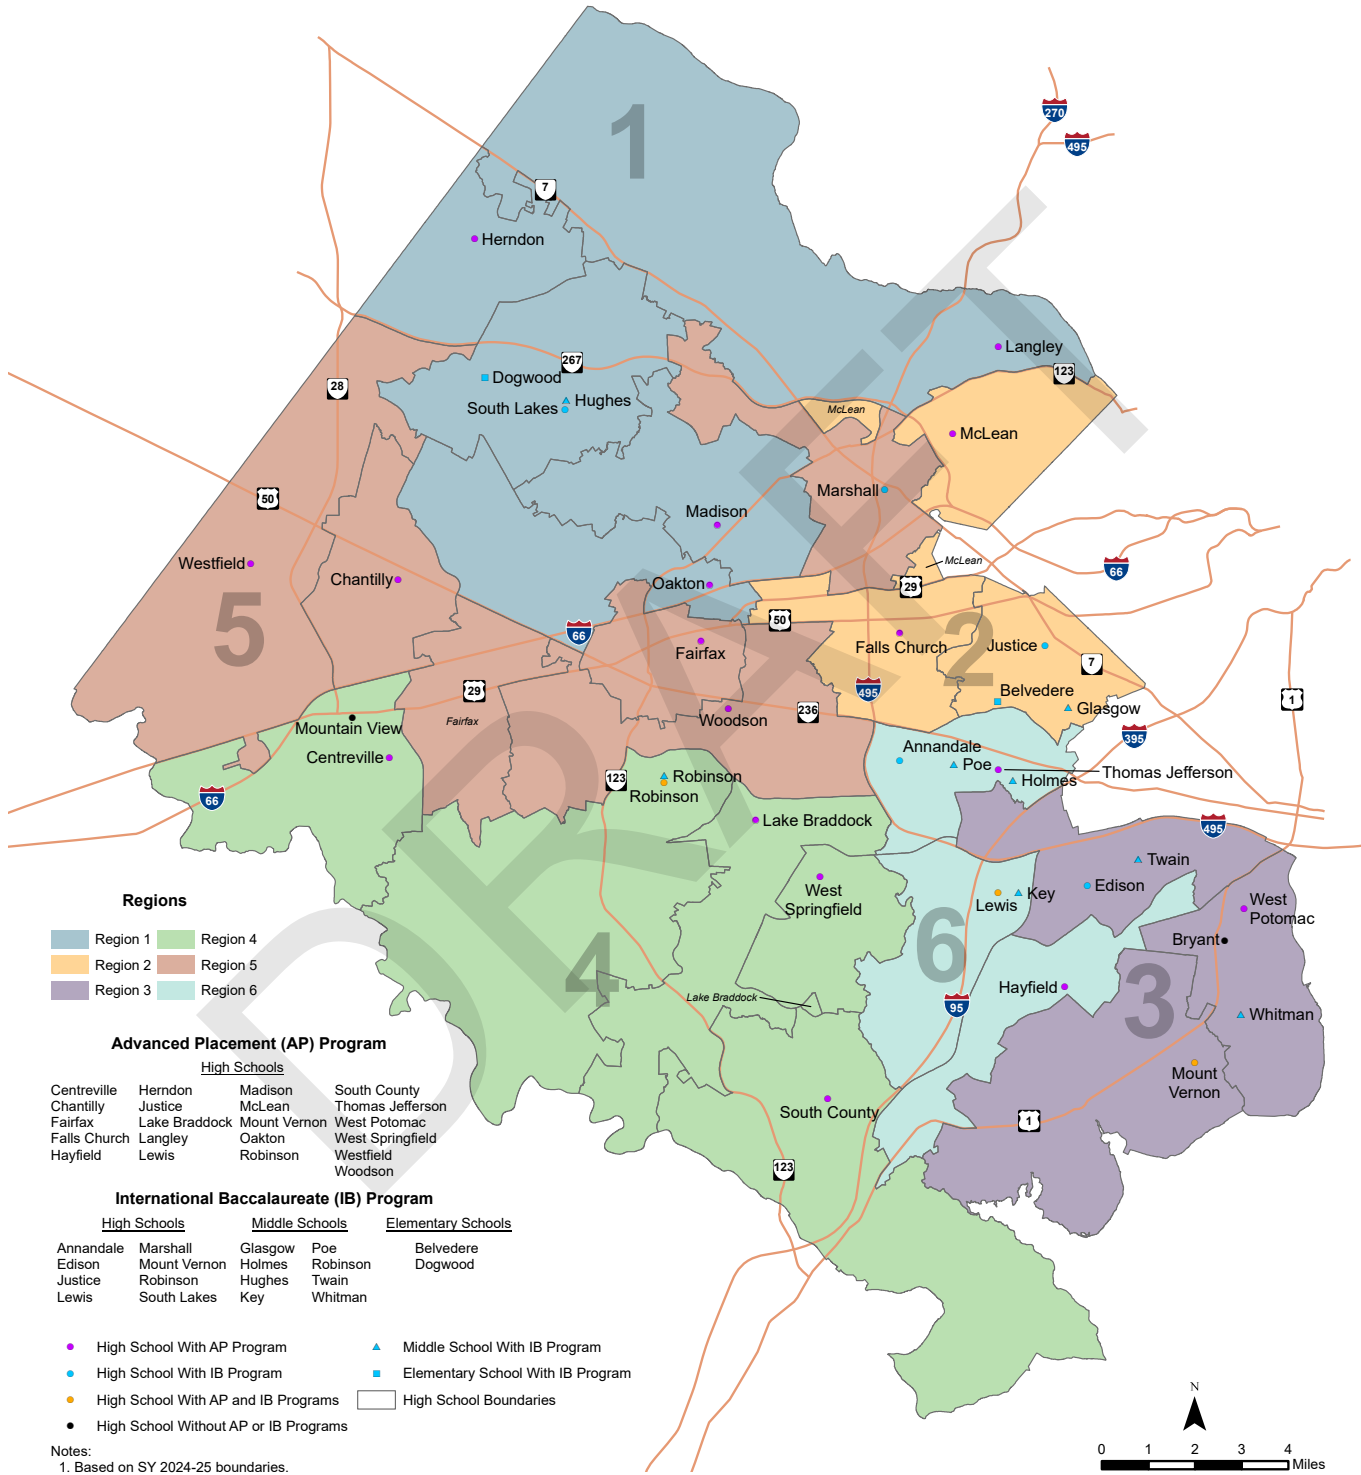 1
270
495
7
Herndon
Langley
267
123
Dogwood
28
Hughes
South Lakes
McLean
McLean
Marshall
50
Madison
McLean
Westfield
66
Chantilly
Oakton
29
5
50
66
2
Falls Church
Justice
Fairfax
7
495
Belvedere
29
1
Glasgow
Woodson
236
Fairfax
Mountain View
395
Annandale
Centreville
Poe
Thomas Jefferson
Robinson
123
Holmes
Robinson
66
Lake Braddock
495
Twain
West
Springfield
Edison
Key
Lewis
West
Potomac
6
Bryant
4
Hayfield
3
Lake Braddock
95
Whitman
Mount
Vernon
South County
1
123
DRAFT
Regions
Region 1 Region 4
Region 2 Region 5
Region 3 Region 6
Advanced Placement (AP) Program
High Schools
Centreville Herndon Madison South County
Chantilly Justice McLean Thomas Jefferson
Fairfax Lake Braddock Mount Vernon West Potomac
Falls Church Langley Oakton West Springfield
Hayfield Lewis Robinson Westfield
Woodson
International Baccalaureate (IB) Program
High Schools Middle Schools Elementary Schools
Annandale Marshall Glasgow Poe Belvedere
Edison Mount Vernon Holmes Robinson Dogwood
Justice Robinson Hughes Twain
Lewis South Lakes Key Whitman
High School With AP Program Middle School With IB Program
High School With IB Program Elementary School With IB Program
High School With AP and IB Programs High School Boundaries
High School Without AP or IB Programs
Notes:
1. Based on SY 2024-25 boundaries.
N
0 1 2 3 4
Miles